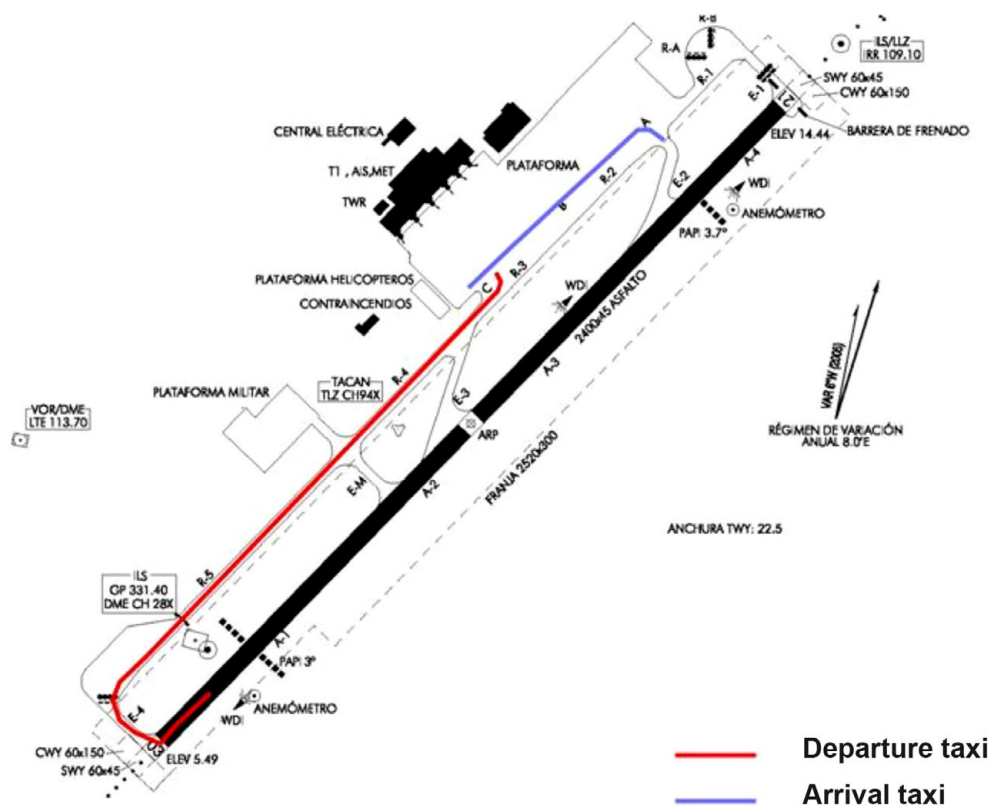 R-B
R-A
ILS/LLZ
IRR 109.10
R-1
E-1
21
SWY 60x45
CWY 60x150
CENTRAL ELÉCTRICA
A
ELEV 14.44
BARRERA DE FRENADO
T1 , AIS,MET
PLATAFORMA
R-2
A-4
E-2
WDI
TWR
B
ANEMÓMETRO
PAPI 3.7º
R-3
PLATAFORMA HELICOPTEROS
C
WDI
CONTRAINCENDIOS
2400x45 ASFALTO
VAR 6°W (2005)
TACAN
TLZ CH94X
R-4
A-3
PLATAFORMA MILITAR
E-3
VOR/DME
LTE 113.70
ARP
RÉGIMEN DE VARIACIÓN
ANUAL 8.0'E
FRANJA 2520x300
E-M
A-2
ANCHURA TWY: 22.5
R-5
ILS
GP 331.40
DME CH 28X
A-1
PAPI 3º
E-4
WDI
ANEMÓMETRO
03
CWY 60x150
ELEV 5.49
SWY 60x45
Departure taxi
Arrival taxi